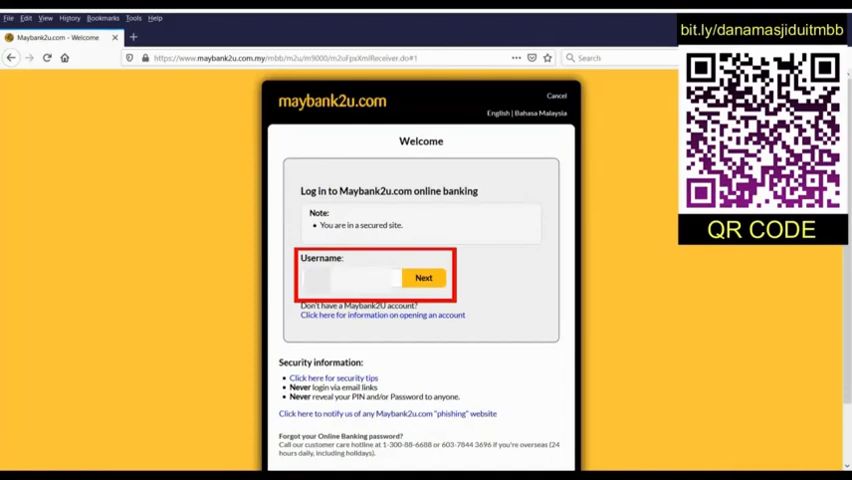 File Edit View History Bookmarks Tools Help
Maybank2u.com - Welcome
https://www.maybank2u.com.my/mbb/m2u/m9000/m2uFpxXmlReceiver.do#1
Search
bit.ly/danamasjiduitmbb
QR CODE
maybank2u.com
Cancel
English | Bahasa Malaysia
Welcome
Log in to Maybank2u.com online banking
Note:
• You are in a secured site.
Username:
Next
Don't have a Maybank2U account?
Click here for information on opening an account
Security information:
• Click here for security tips
• Never login via email links
• Never reveal your PIN and/or Password to anyone.
Click here to notify us of any Maybank2u.com "phishing" website
Forgot your Online Banking password?
Call our customer care hotline at 1-300-88-6688 or 603-7844 3696 if you're overseas (24
hours daily, including holidays).